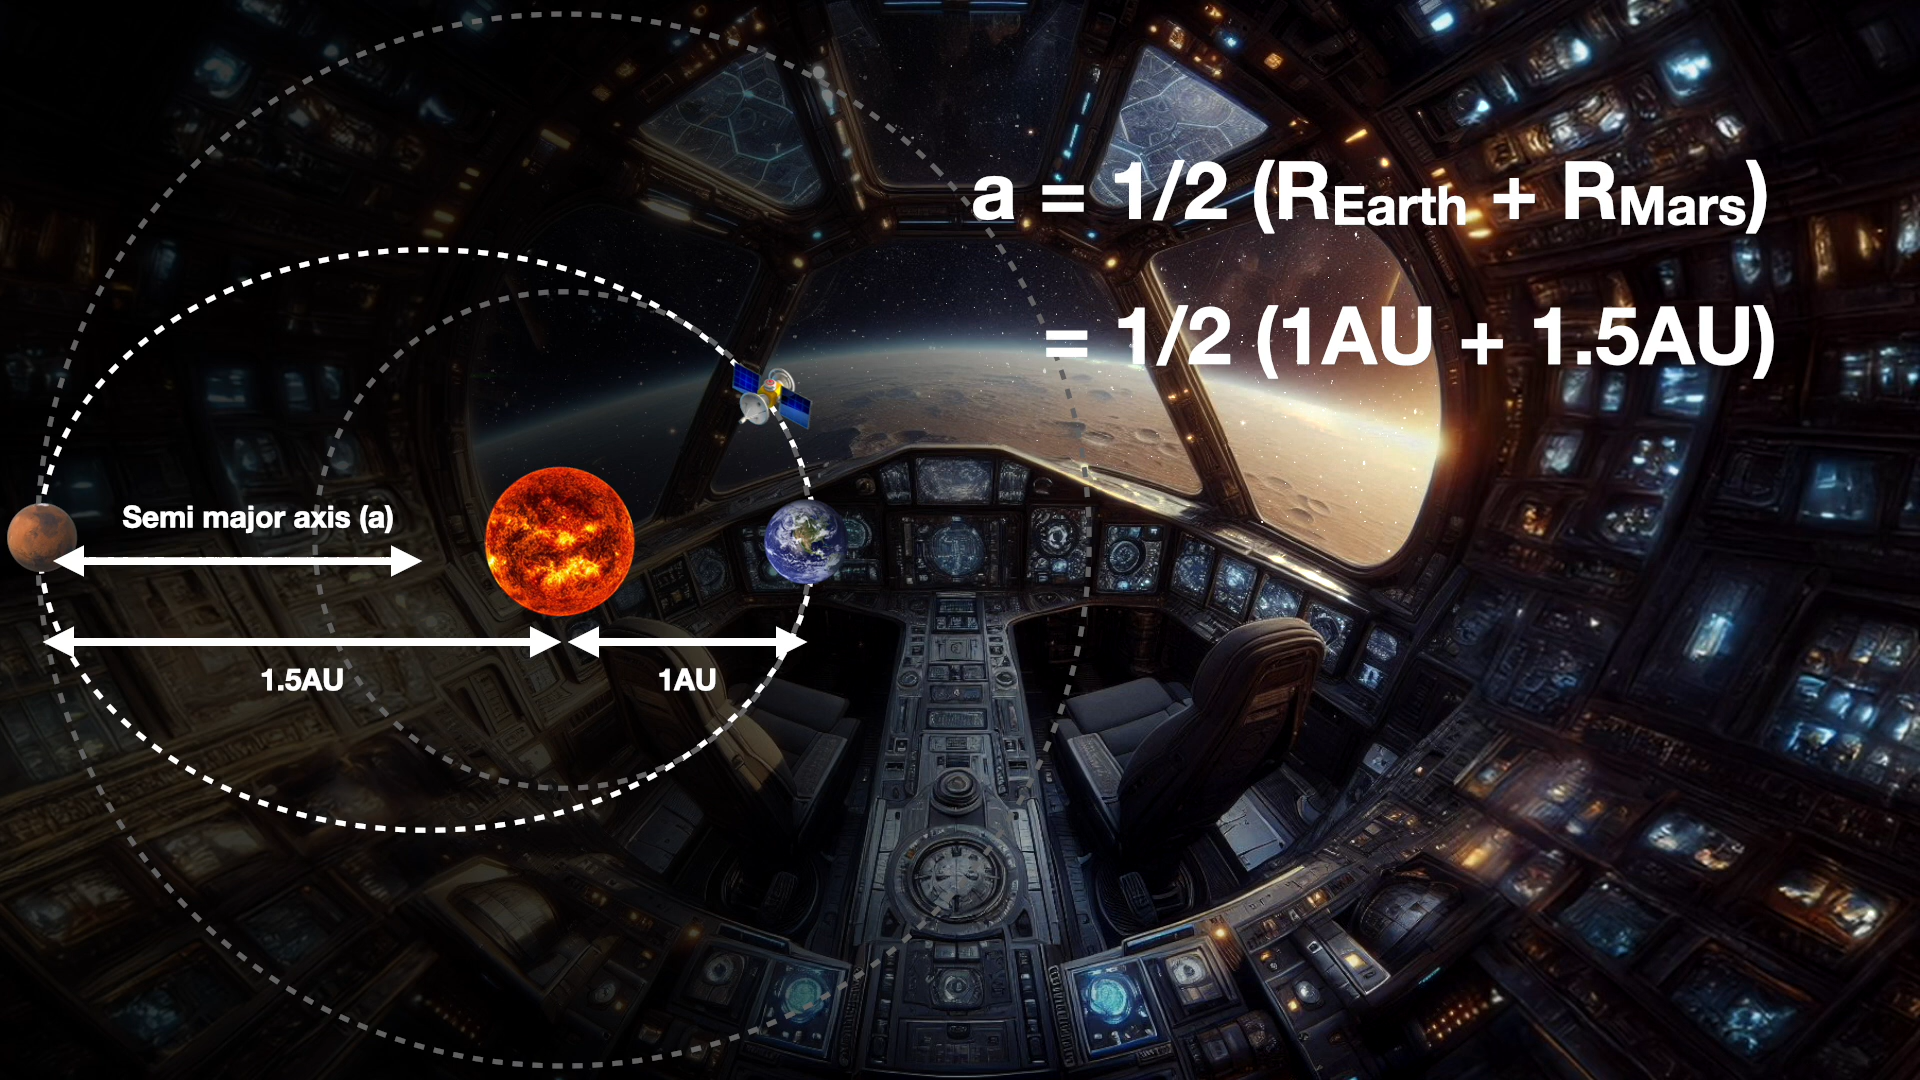 a = 1/2 (REarth + RMars)
= 1/2 (1AU + 1.5AU)
Semi major axis (a)
1.5AU
1AU